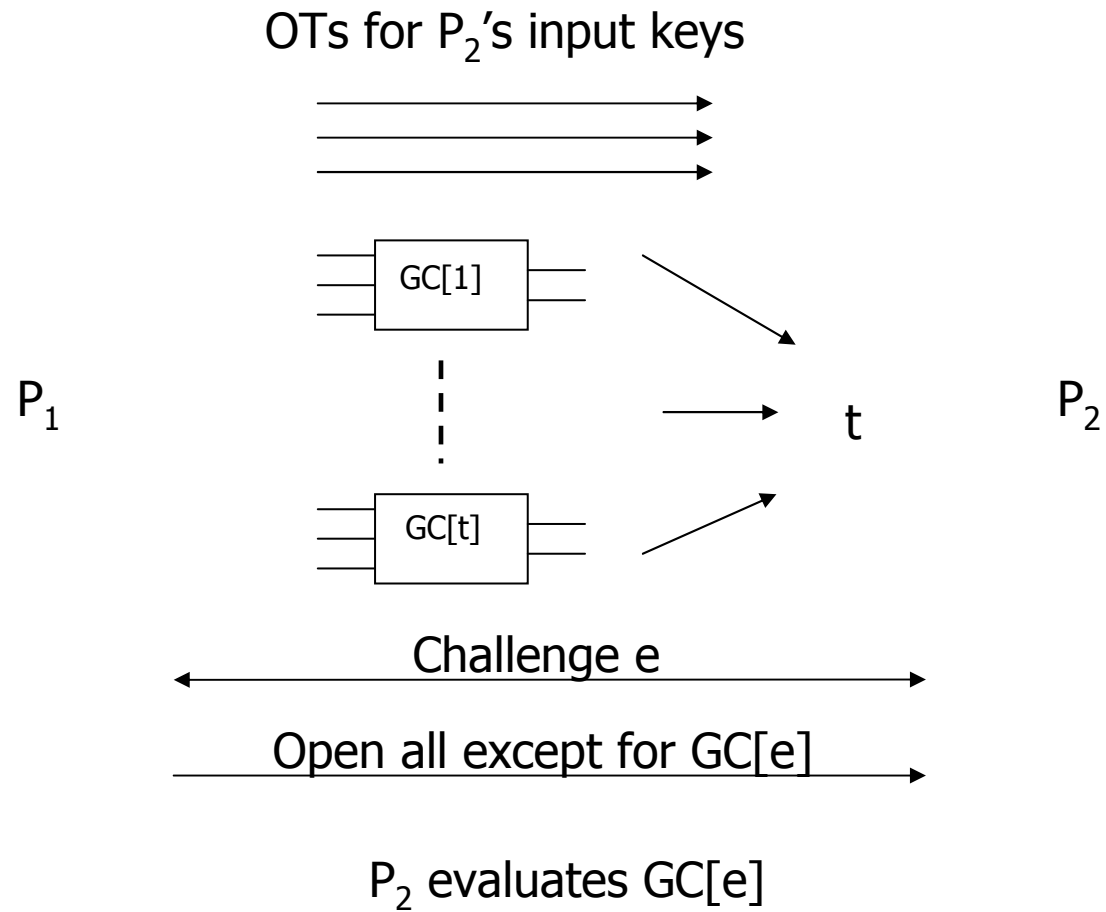 OTs for P₂’s input keys
GC[1]
P₁
t
P₂
GC[t]
Challenge e
Open all except for GC[e]
P₂ evaluates GC[e]